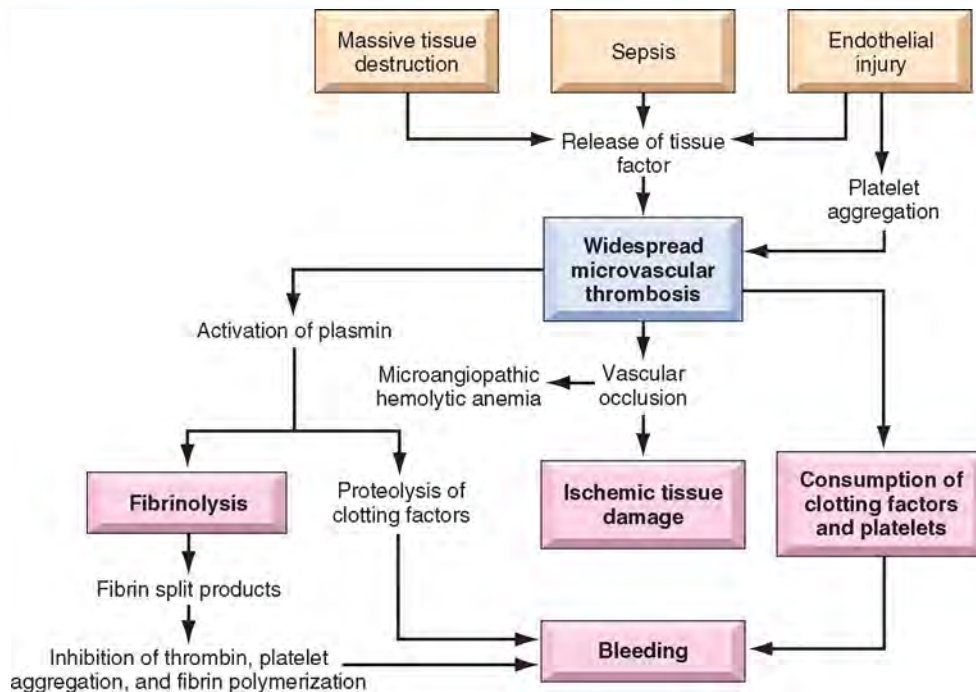 Massive tissue
destruction
Sepsis
Endothelial
injury
Release of tissue
factor
Platelet
aggregation
Widespread
microvascular
thrombosis
Activation of plasmin
Microangiopathic
hemolytic anemia
Vascular
occlusion
Fibrinolysis
Proteolysis of
clotting factors
Ischemic tissue
damage
Consumption of
clotting factors
and platelets
Fibrin split products
Inhibition of thrombin, platelet
aggregation, and fibrin polymerization
Bleeding